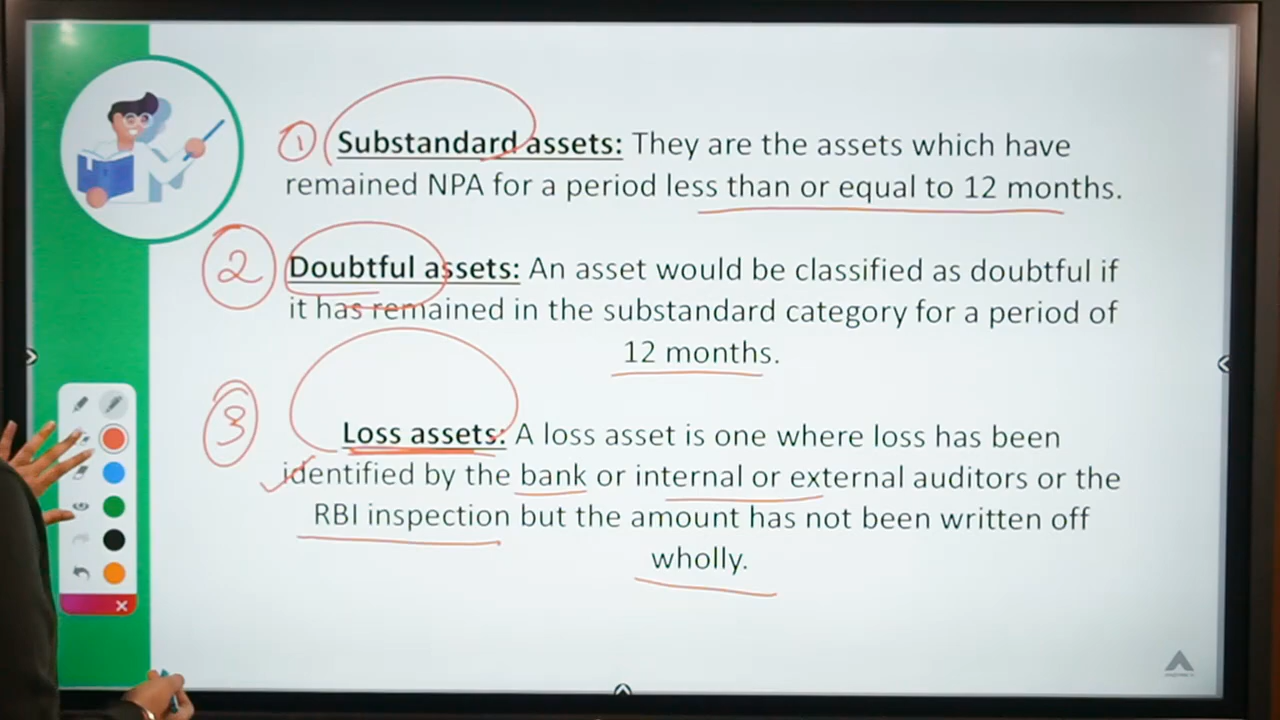 ① Substandard assets: They are the assets which have
remained NPA for a period less than or equal to 12 months.
② Doubtful assets: An asset would be classified as doubtful if
it has remained in the substandard category for a period of
12 months.
③ Loss assets: A loss asset is one where loss has been
identified by the bank or internal or external auditors or the
RBI inspection but the amount has not been written off
wholly.